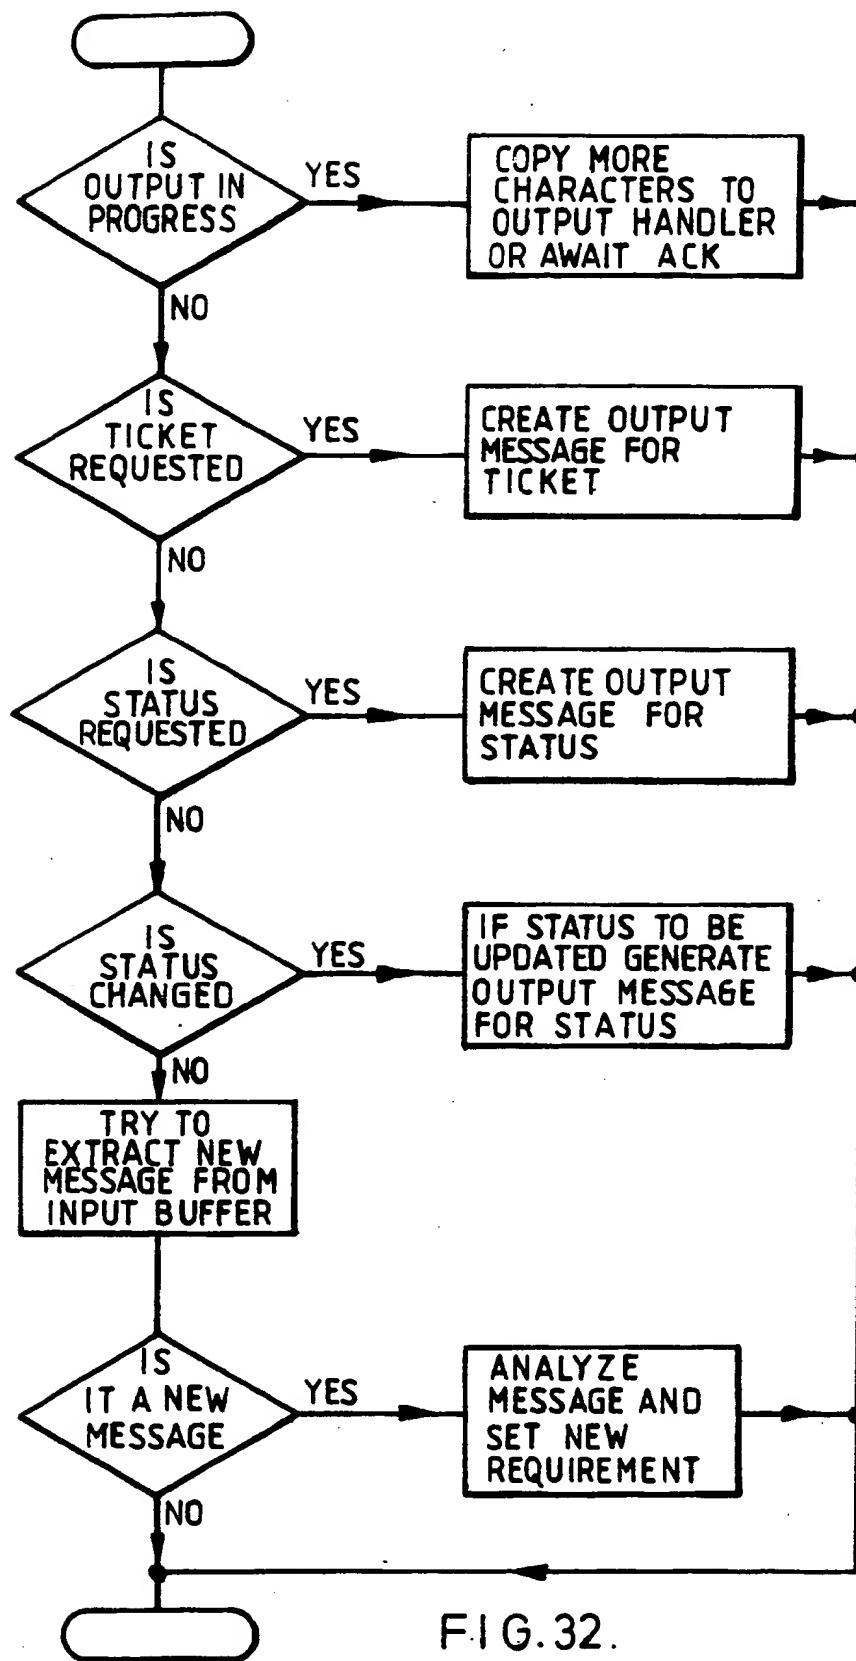 IS
OUTPUT IN
PROGRESS
YES
COPY MORE
CHARACTERS TO
OUTPUT HANDLER
OR AWAIT ACK
NO
IS
TICKET
REQUESTED
YES
CREATE OUTPUT
MESSAGE FOR
TICKET
NO
IS
STATUS
REQUESTED
YES
CREATE OUTPUT
MESSAGE FOR
STATUS
NO
IS
STATUS
CHANGED
YES
IF STATUS TO BE
UPDATED GENERATE
OUTPUT MESSAGE
FOR STATUS
NO
TRY TO
EXTRACT NEW
MESSAGE FROM
INPUT BUFFER
IS
IT A NEW
MESSAGE
YES
ANALYZE
MESSAGE AND
SET NEW
REQUIREMENT
NO
FIG.32.